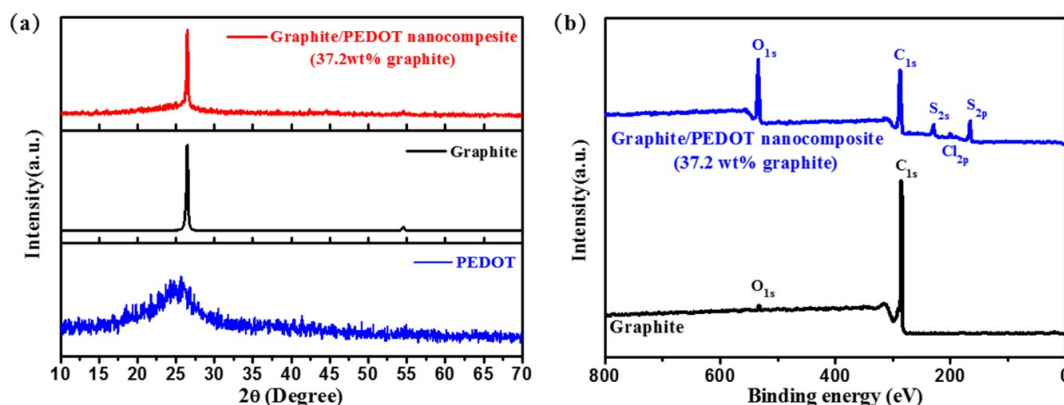 (a)
Graphite/PEDOT nanocompesite
(37.2wt% graphite)
Graphite
PEDOT
Intensity(a.u.)
10 15 20 25 30 35 40 45 50 55 60 65 70
2θ (Degree)
(b)
O1s
C1s
S2s
S2p
Cl2p
Graphite/PEDOT nanocomposite
(37.2 wt% graphite)
C1s
O1s
Graphite
Intensity(a.u.)
800 600 400 200 0
Binding energy (eV)